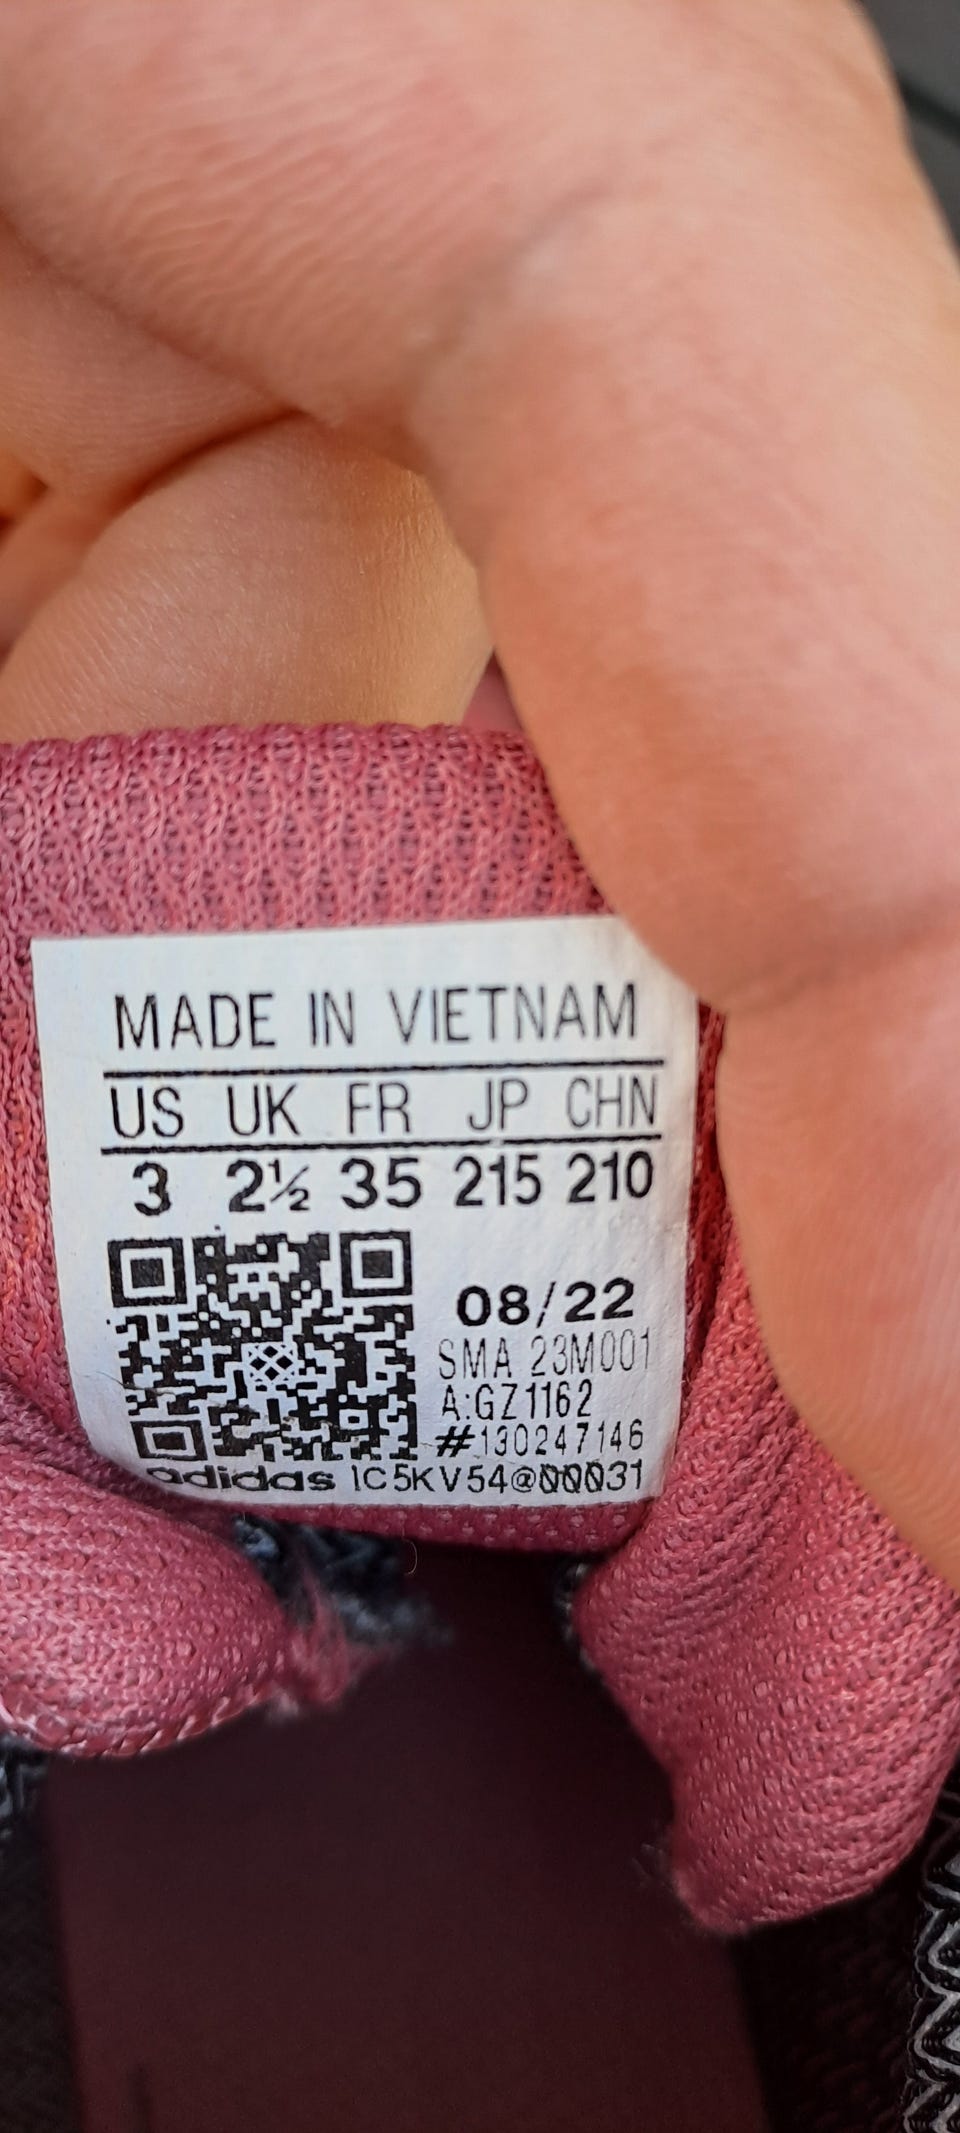 MADE IN VIETNAM
US UK FR JP CHN
3 2½ 35 215 210
08/22
SMA 23M001
A:GZ1162
#130247146
adidas 1C5KV54@00031